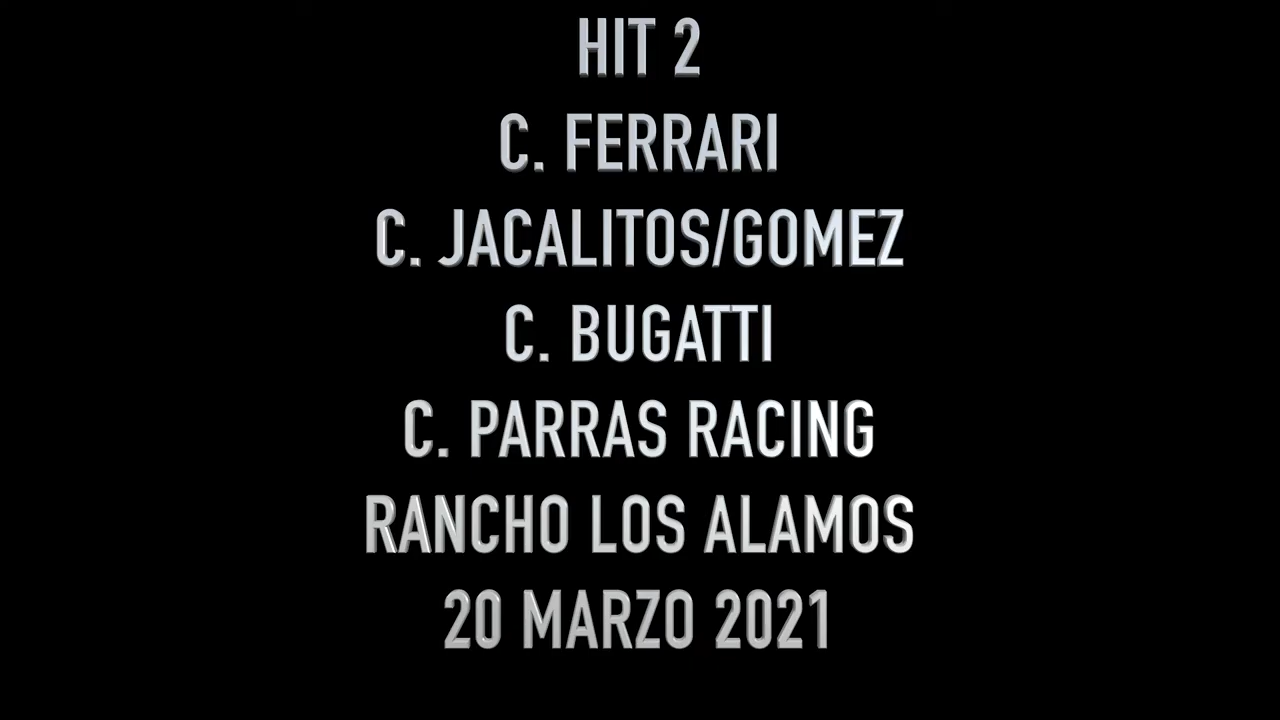 HIT 2
C. FERRARI
C. JACALITOS/GOMEZ
C. BUGATTI
C. PARRAS RACING
RANCHO LOS ALAMOS
20 MARZO 2021